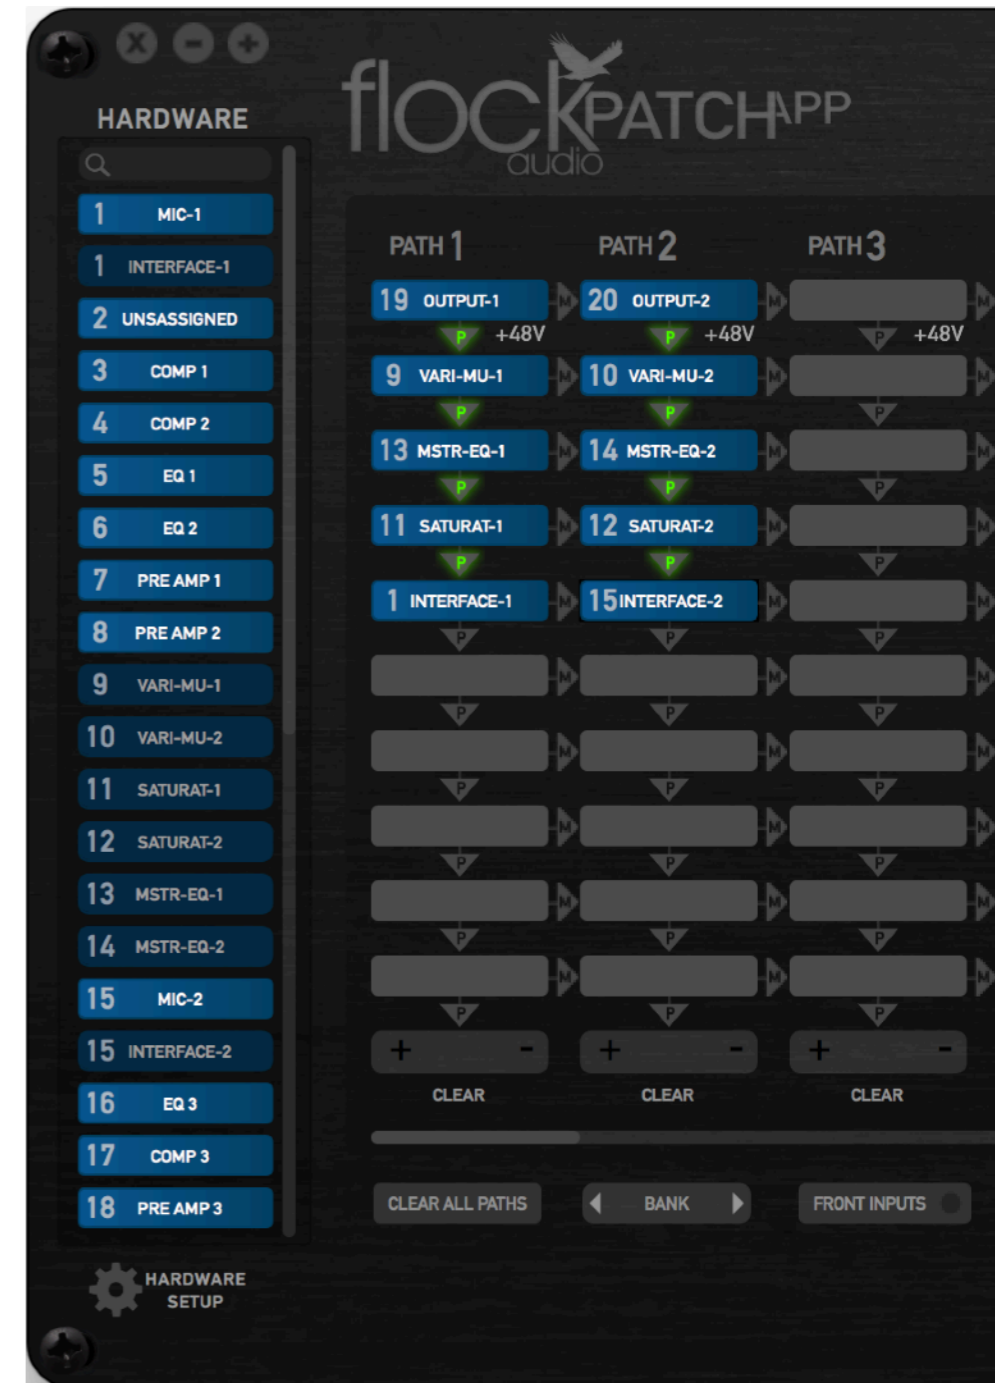 X - +
flock PATCH APP
audio
HARDWARE
1 MIC-1
1 INTERFACE-1
2 UNSASSIGNED
3 COMP 1
4 COMP 2
5 EQ 1
6 EQ 2
7 PRE AMP 1
8 PRE AMP 2
9 VARI-MU-1
10 VARI-MU-2
11 SATURAT-1
12 SATURAT-2
13 MSTR-EQ-1
14 MSTR-EQ-2
15 MIC-2
15 INTERFACE-2
16 EQ 3
17 COMP 3
18 PRE AMP 3
HARDWARE
SETUP
PATH 1 PATH 2 PATH 3
19 OUTPUT-1 M 20 OUTPUT-2 M M
P +48V P +48V P +48V
9 VARI-MU-1 M 10 VARI-MU-2 M M
P P P
13 MSTR-EQ-1 M 14 MSTR-EQ-2 M M
P P P
11 SATURAT-1 M 12 SATURAT-2 M M
P P P
1 INTERFACE-1 M 15 INTERFACE-2 M M
P P P
M M M
P P P
M M M
P P P
M M M
P P P
M M M
P P P
M M M
P P P
+ - + - + -
CLEAR CLEAR CLEAR
CLEAR ALL PATHS BANK FRONT INPUTS